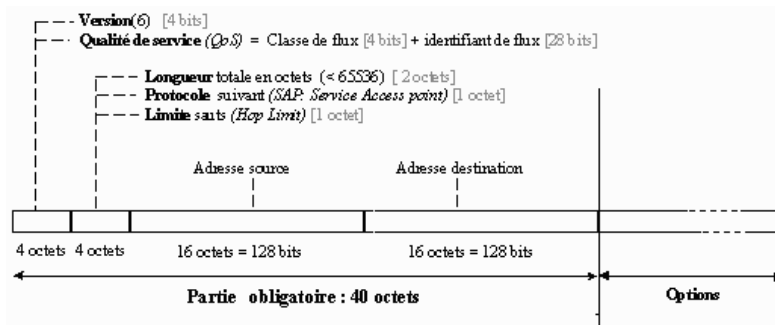 Version(6) [4 bits]
Qualité de service (QoS) = Classe de flux [4 bits] + identifiant de flux [28 bits]
Longueur totale en octets (< 65536) [ 2 octets]
Protocole suivant (SAP: Service Access point) [1 octet]
Limite sauts (Hop Limit) [1 octet]
Adresse source Adresse destination
4 octets 4 octets 16 octets = 128 bits 16 octets = 128 bits
Partie obligatoire : 40 octets Options